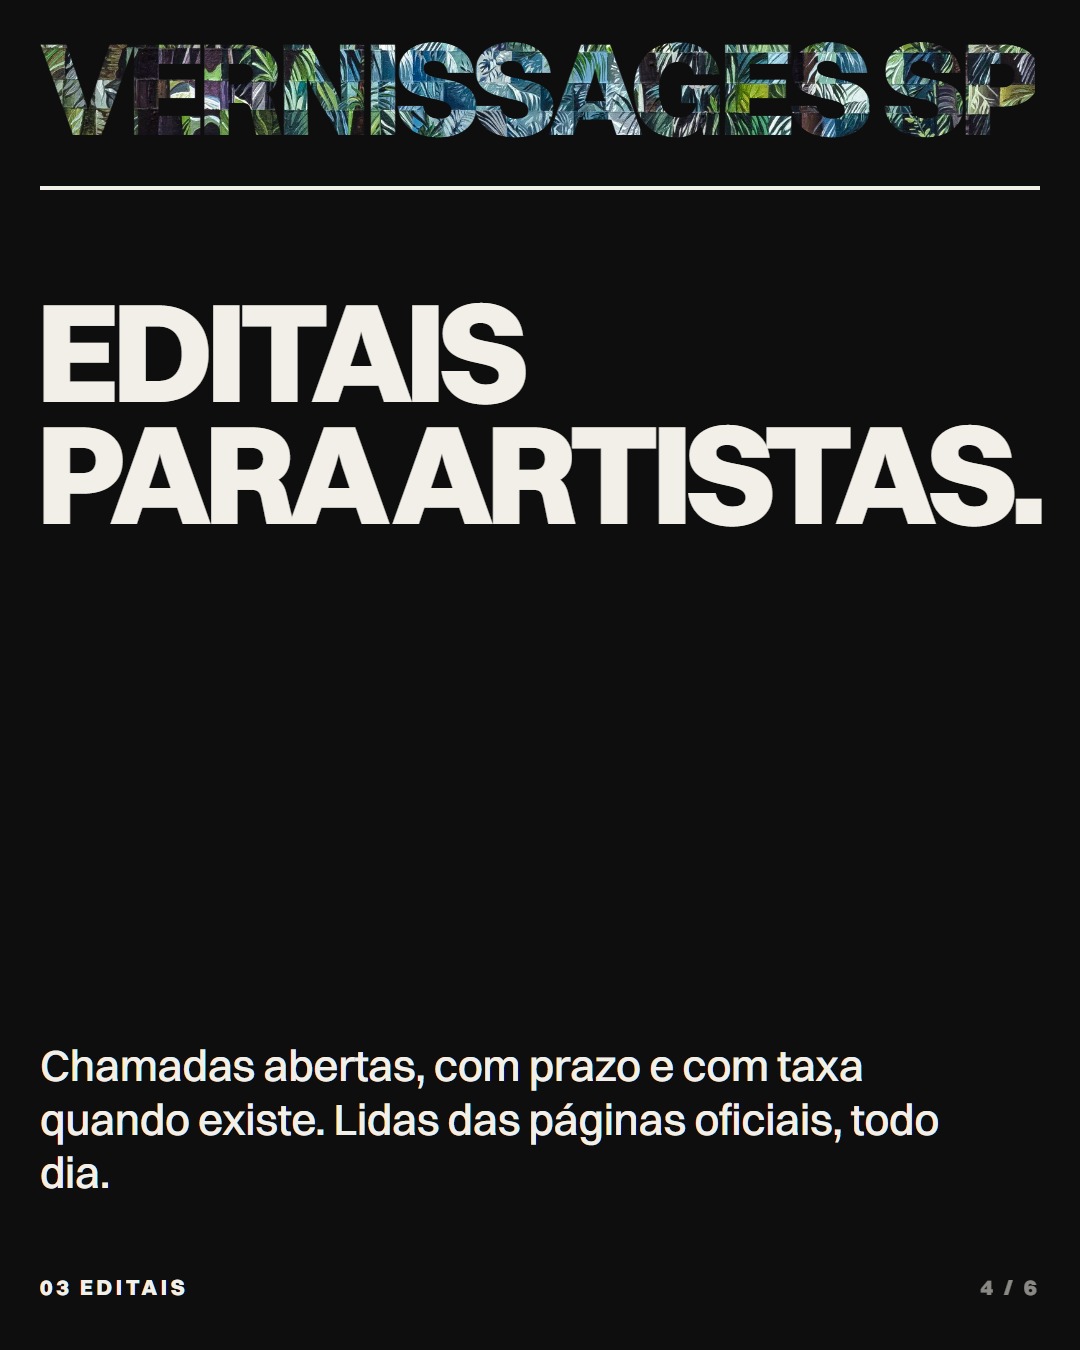 VERNISSAGES SP
EDITAIS
PARA ARTISTAS.
Chamadas abertas, com prazo e com taxa
quando existe. Lidas das páginas oficiais, todo
dia.
03 EDITAIS
4 / 6